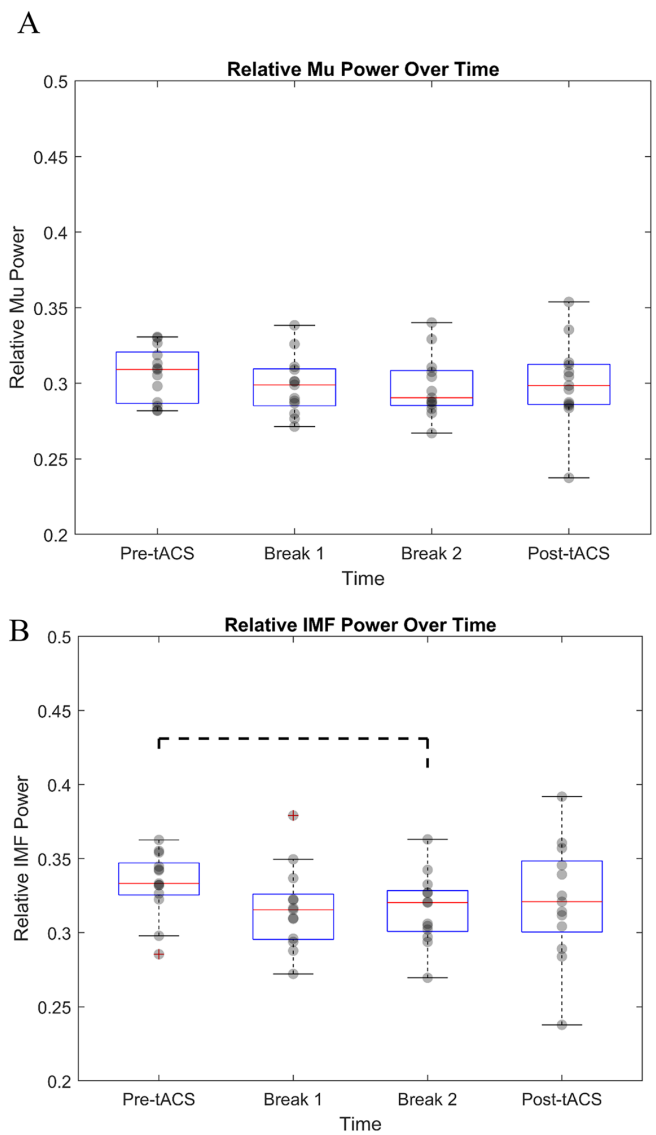 A
Relative Mu Power Over Time
0.5
0.45
0.4
0.35
0.3
0.25
0.2
Relative Mu Power
Pre-tACS Break 1 Break 2 Post-tACS
Time
B
Relative IMF Power Over Time
0.5
0.45
0.4
0.35
0.3
0.25
0.2
Relative IMF Power
Pre-tACS Break 1 Break 2 Post-tACS
Time